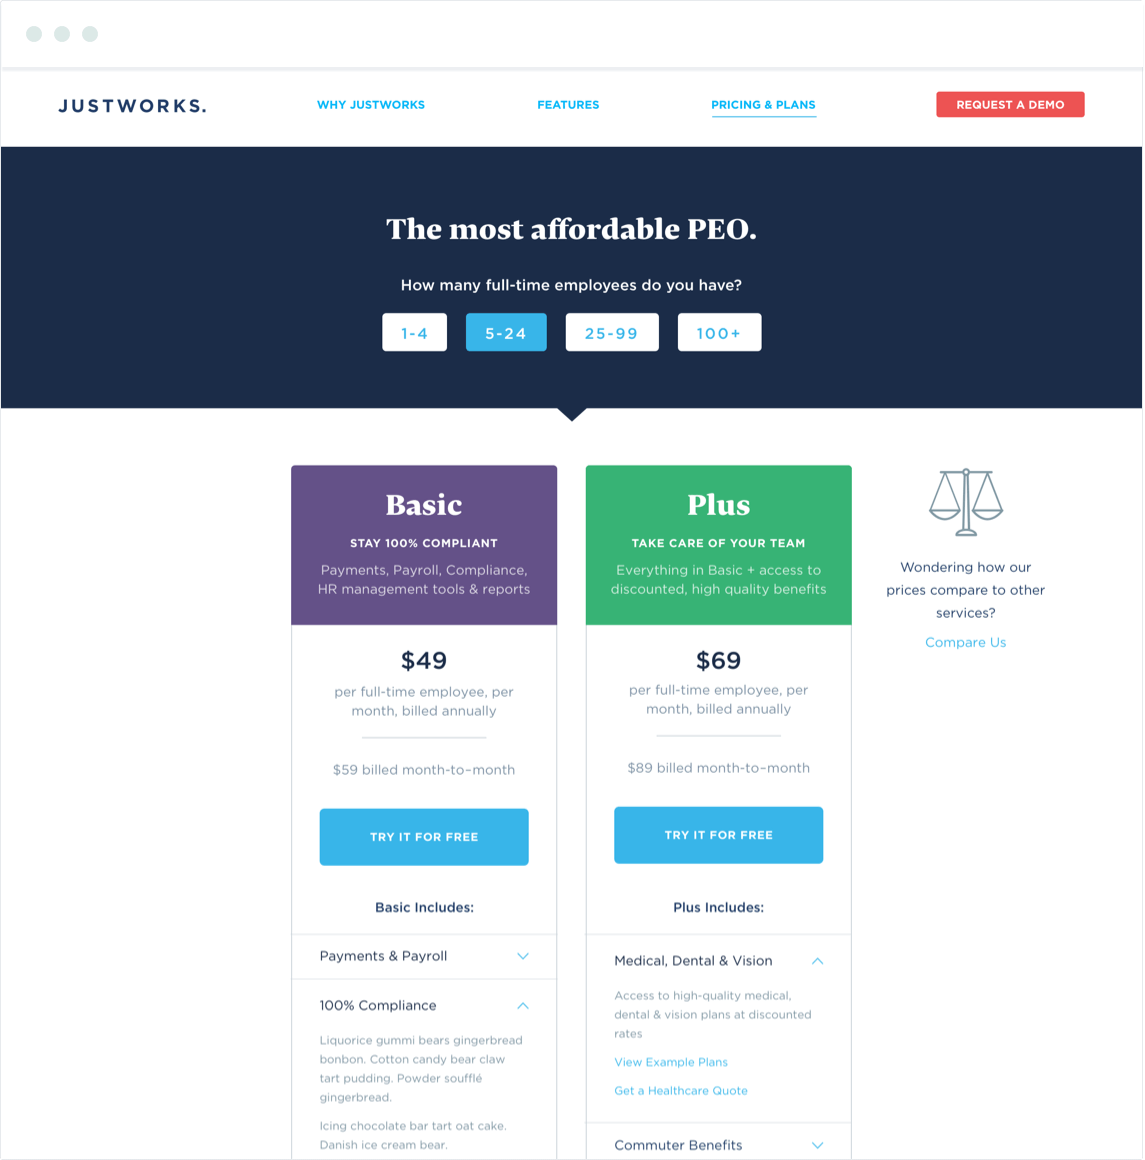 JUSTWORKS.
WHY JUSTWORKS
FEATURES
PRICING & PLANS
REQUEST A DEMO
The most affordable PEO.
How many full-time employees do you have?
1-4
5-24
25-99
100+
Basic
STAY 100% COMPLIANT
Payments, Payroll, Compliance,
HR management tools & reports
$49
per full-time employee, per
month, billed annually
$59 billed month-to–month
TRY IT FOR FREE
Basic Includes:
Payments & Payroll
100% Compliance
Liquorice gummi bears gingerbread
bonbon. Cotton candy bear claw
tart pudding. Powder soufflé
gingerbread.
Icing chocolate bar tart oat cake.
Danish ice cream bear.
Plus
TAKE CARE OF YOUR TEAM
Everything in Basic + access to
discounted, high quality benefits
$69
per full-time employee, per
month, billed annually
$89 billed month-to–month
TRY IT FOR FREE
Plus Includes:
Medical, Dental & Vision
Access to high-quality medical,
dental & vision plans at discounted
rates
View Example Plans
Get a Healthcare Quote
Commuter Benefits
Wondering how our
prices compare to other
services?
Compare Us